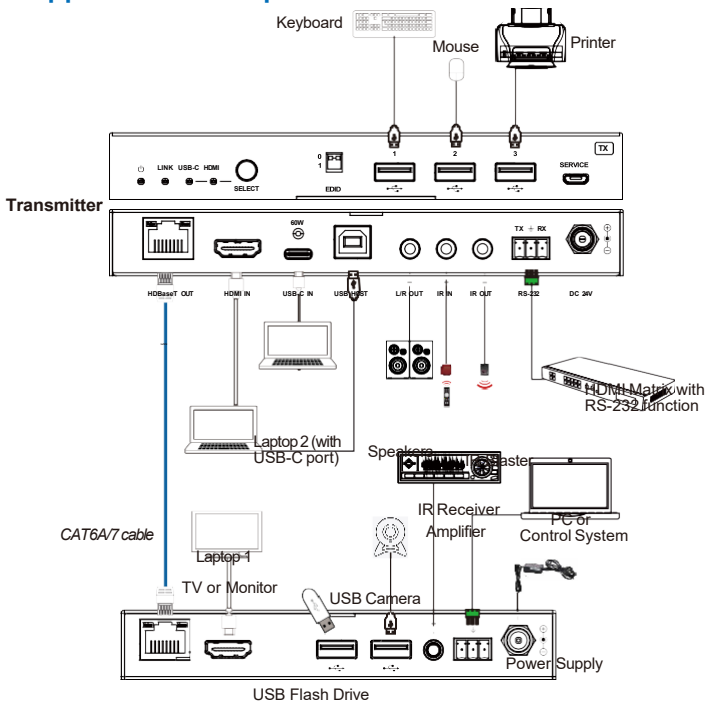 Keyboard
Mouse
Printer
TX
0
1
1
2
3
LINK USB-C HDMI
SERVICE
SELECT
EDID
Transmitter
60W
TX RX
HDBaseT OUT
HDMI IN
USB-C IN
USB HOST
L/R OUT
IR IN
IR OUT
RS-232
DC 24V
HDMI Matrix with
RS-232 function
Laptop 2 (with
USB-C port)
Speakers
IR Receiver
Amplifier
PC or
Control System
CAT6A/7 cable
Laptop 1
TV or Monitor
USB Camera
Power Supply
USB Flash Drive